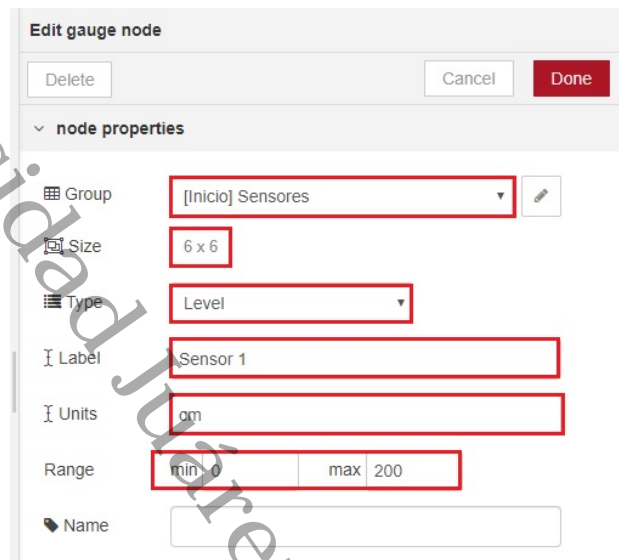 Edit gauge node
Delete Cancel Done
node properties
Group [Inicio] Sensores
Size 6 x 6
Type Level
Label Sensor 1
Units cm
Range min 0 max 200
Name
Juáre